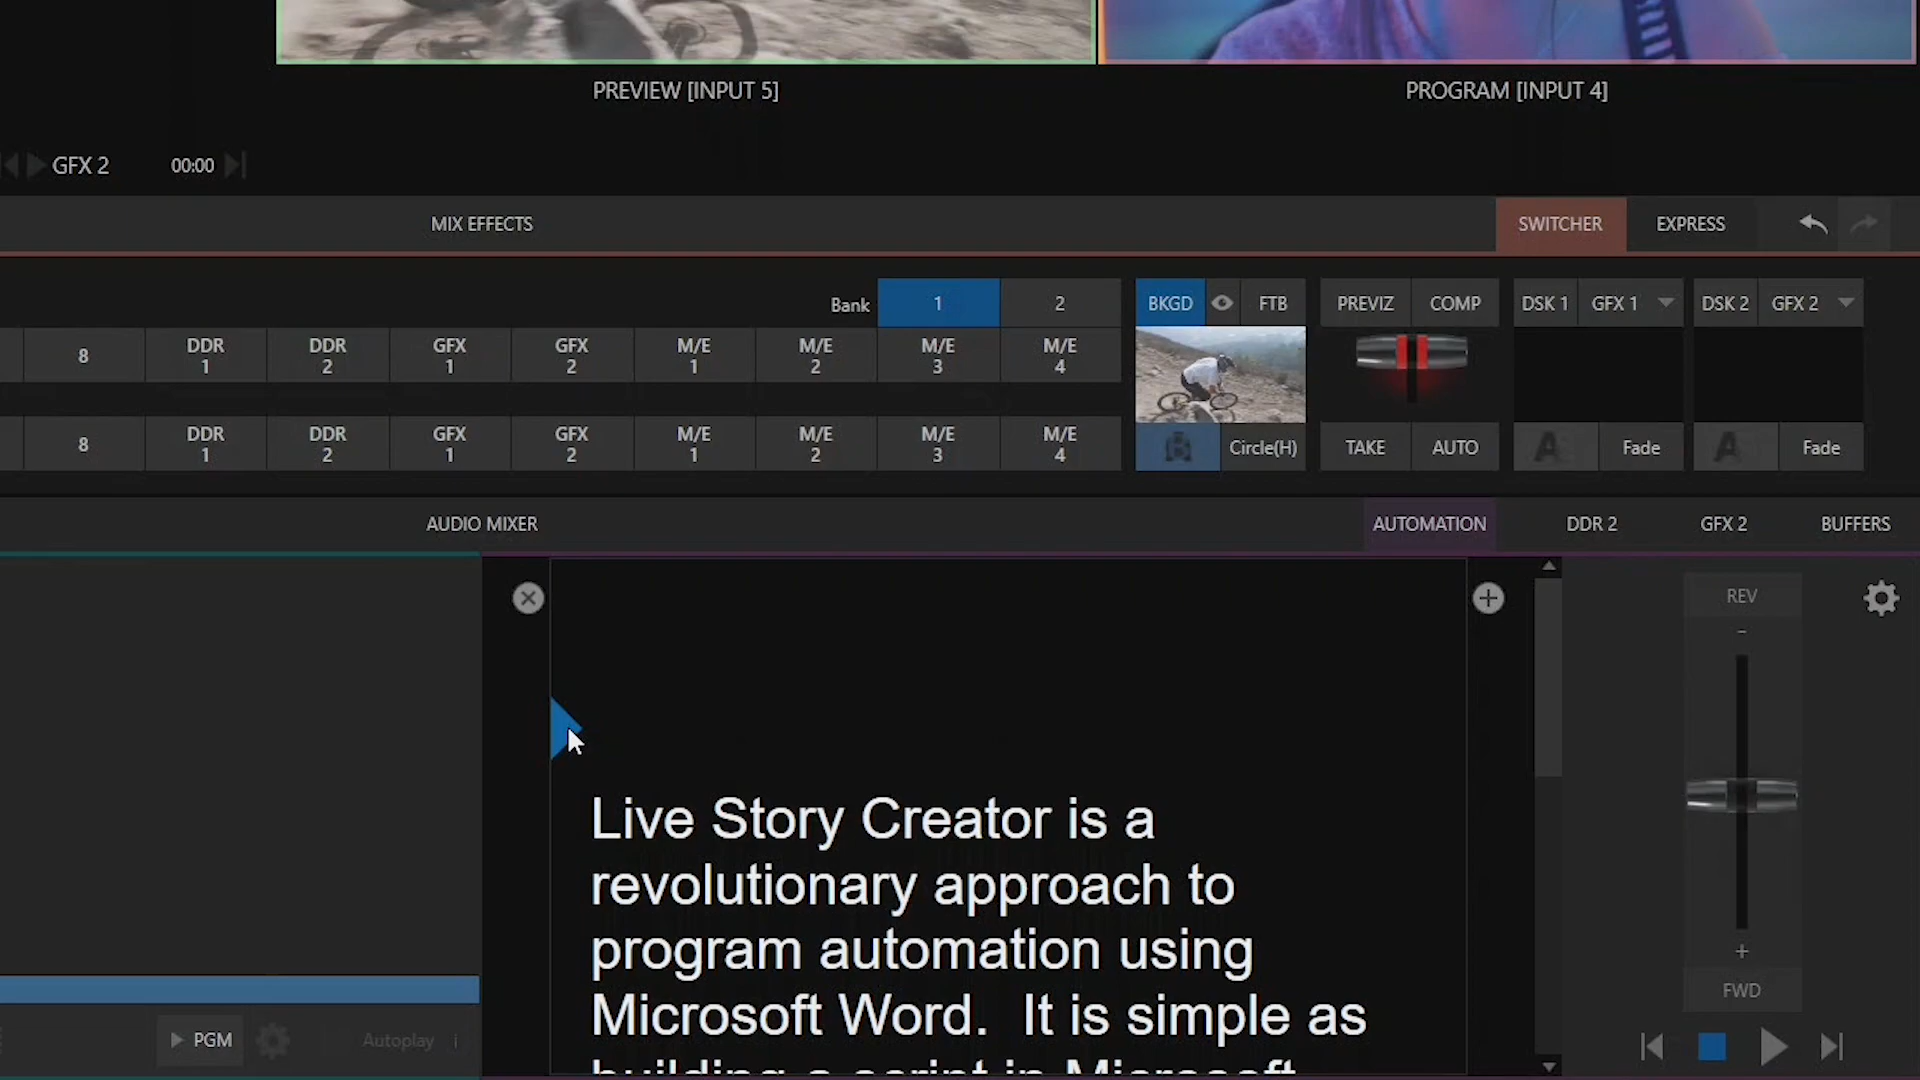 PREVIEW [INPUT 5]
PROGRAM [INPUT 4]
GFX 2 00:00
MIX EFFECTS
SWITCHER
EXPRESS
Bank 1 2
BKGD FTB PREVIZ COMP DSK 1 GFX 1 DSK 2 GFX 2
8 DDR 1 DDR 2 GFX 1 GFX 2 M/E 1 M/E 2 M/E 3 M/E 4
8 DDR 1 DDR 2 GFX 1 GFX 2 M/E 1 M/E 2 M/E 3 M/E 4
Circle(H) TAKE AUTO A Fade A Fade
AUDIO MIXER
AUTOMATION DDR 2 GFX 2 BUFFERS
REV
-
Live Story Creator is a
revolutionary approach to
program automation using
Microsoft Word. It is simple as
building a script in Microsoft
+
FWD
PGM Autoplay